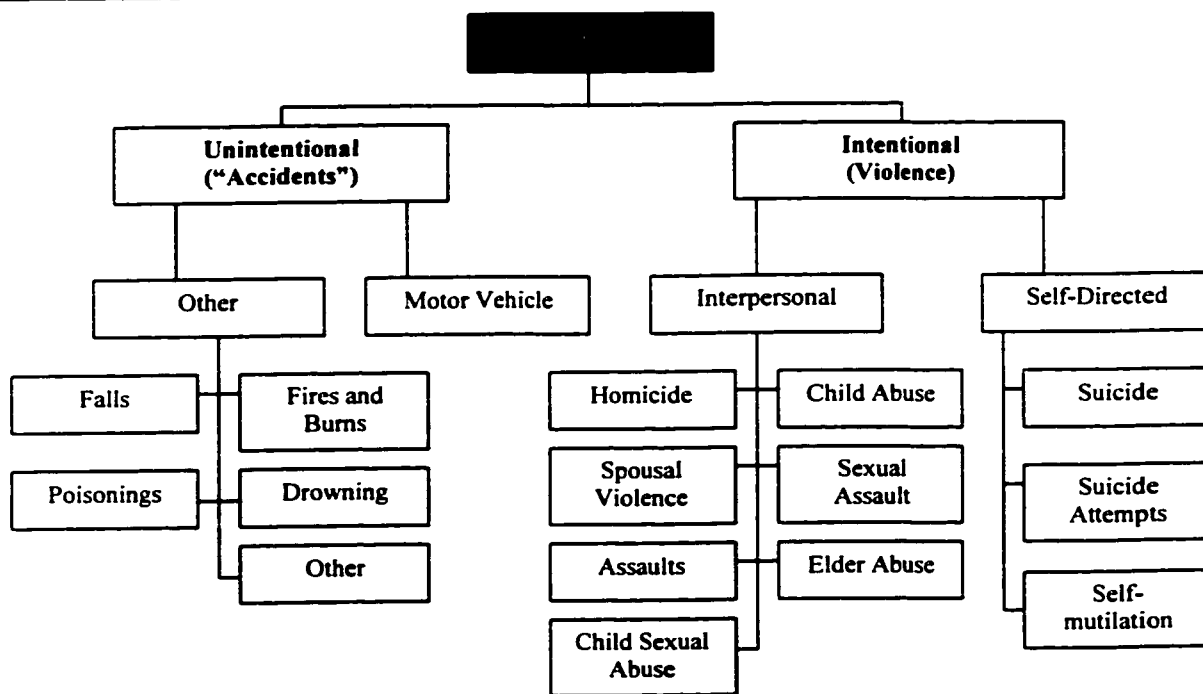 Unintentional
("Accidents")
Intentional
(Violence)
Other
Motor Vehicle
Interpersonal
Self-Directed
Falls
Fires and
Burns
Homicide
Child Abuse
Suicide
Poisonings
Drowning
Spousal
Violence
Sexual
Assault
Suicide
Attempts
Other
Assaults
Elder Abuse
Self-
mutilation
Child Sexual
Abuse